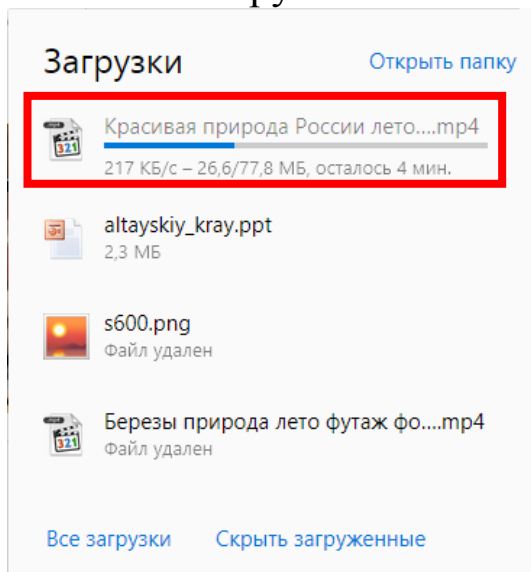 Загрузки Открыть папку
Красивая природа России лето....mp4
217 КБ/с – 26,6/77,8 МБ, осталось 4 мин.
altayskiy_kray.ppt
2,3 МБ
s600.png
Файл удален
Березы природа лето футаж фо....mp4
Файл удален
Все загрузки Скрыть загруженные